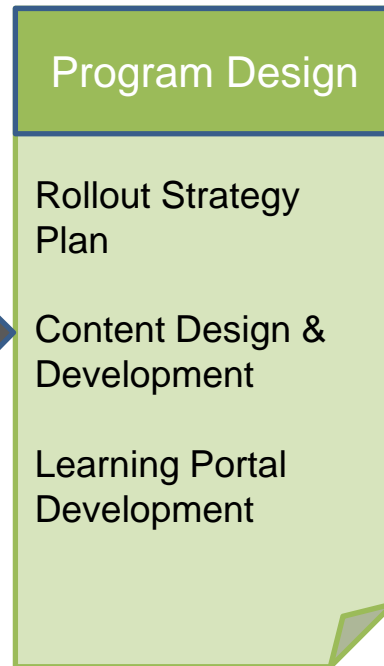 Program Design
Rollout Strategy
Plan
Content Design &
Development
Learning Portal
Development